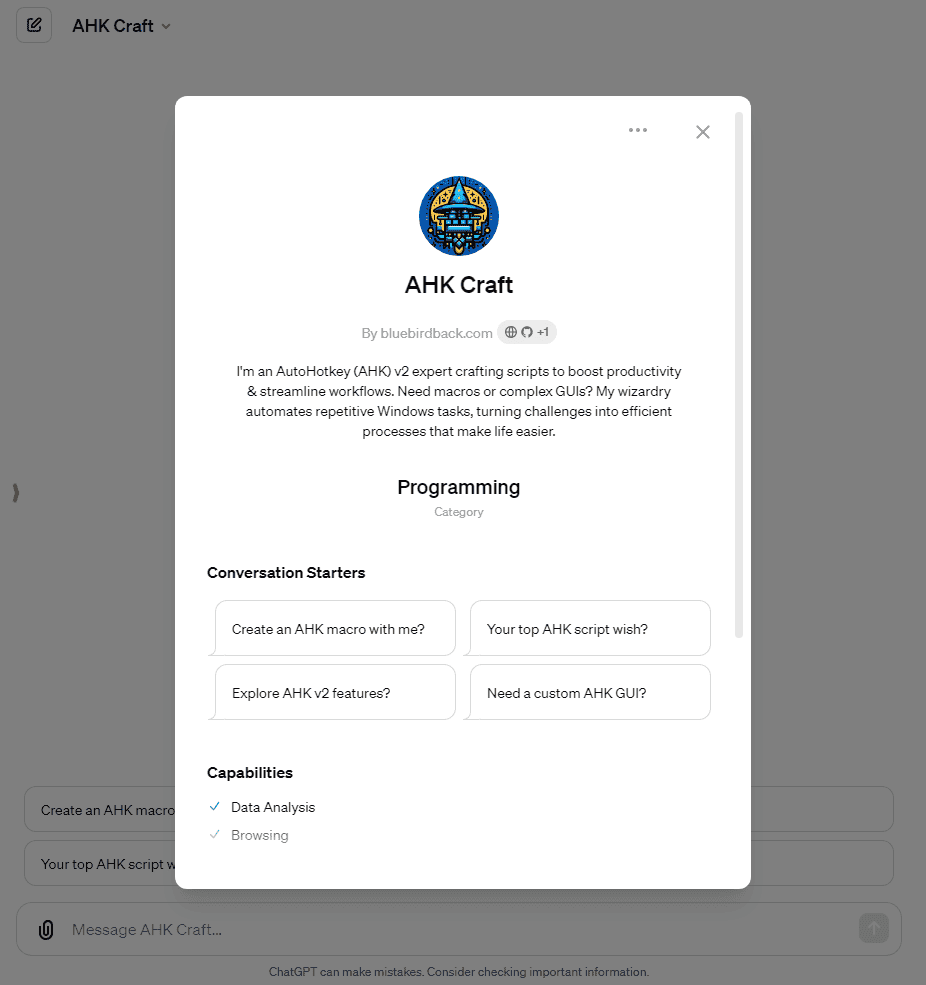 AHK Craft
AHK Craft
By bluebirdback.com +1
I'm an AutoHotkey (AHK) v2 expert crafting scripts to boost productivity
& streamline workflows. Need macros or complex GUIs? My wizardry
automates repetitive Windows tasks, turning challenges into efficient
processes that make life easier.
Programming
Category
Conversation Starters
Create an AHK macro with me?
Your top AHK script wish?
Explore AHK v2 features?
Need a custom AHK GUI?
Capabilities
Data Analysis
Browsing
Create an AHK macro
Your top AHK script w
Message AHK Craft...
ChatGPT can make mistakes. Consider checking important information.